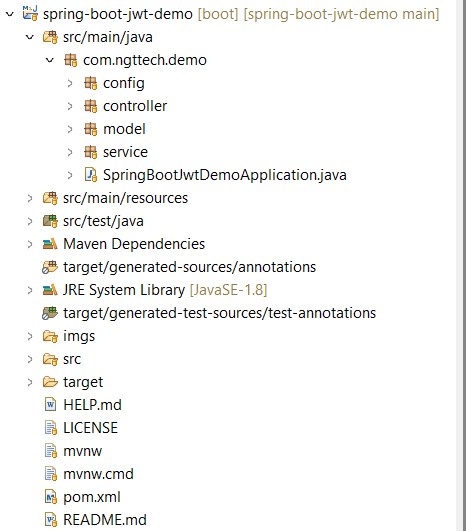 spring-boot-jwt-demo [boot] [spring-boot-jwt-demo main]
src/main/java
com.ngttech.demo
config
controller
model
service
SpringBootJwtDemoApplication.java
src/main/resources
src/test/java
Maven Dependencies
target/generated-sources/annotations
JRE System Library [JavaSE-1.8]
target/generated-test-sources/test-annotations
imgs
src
target
HELP.md
LICENSE
mvnw
mvnw.cmd
pom.xml
README.md